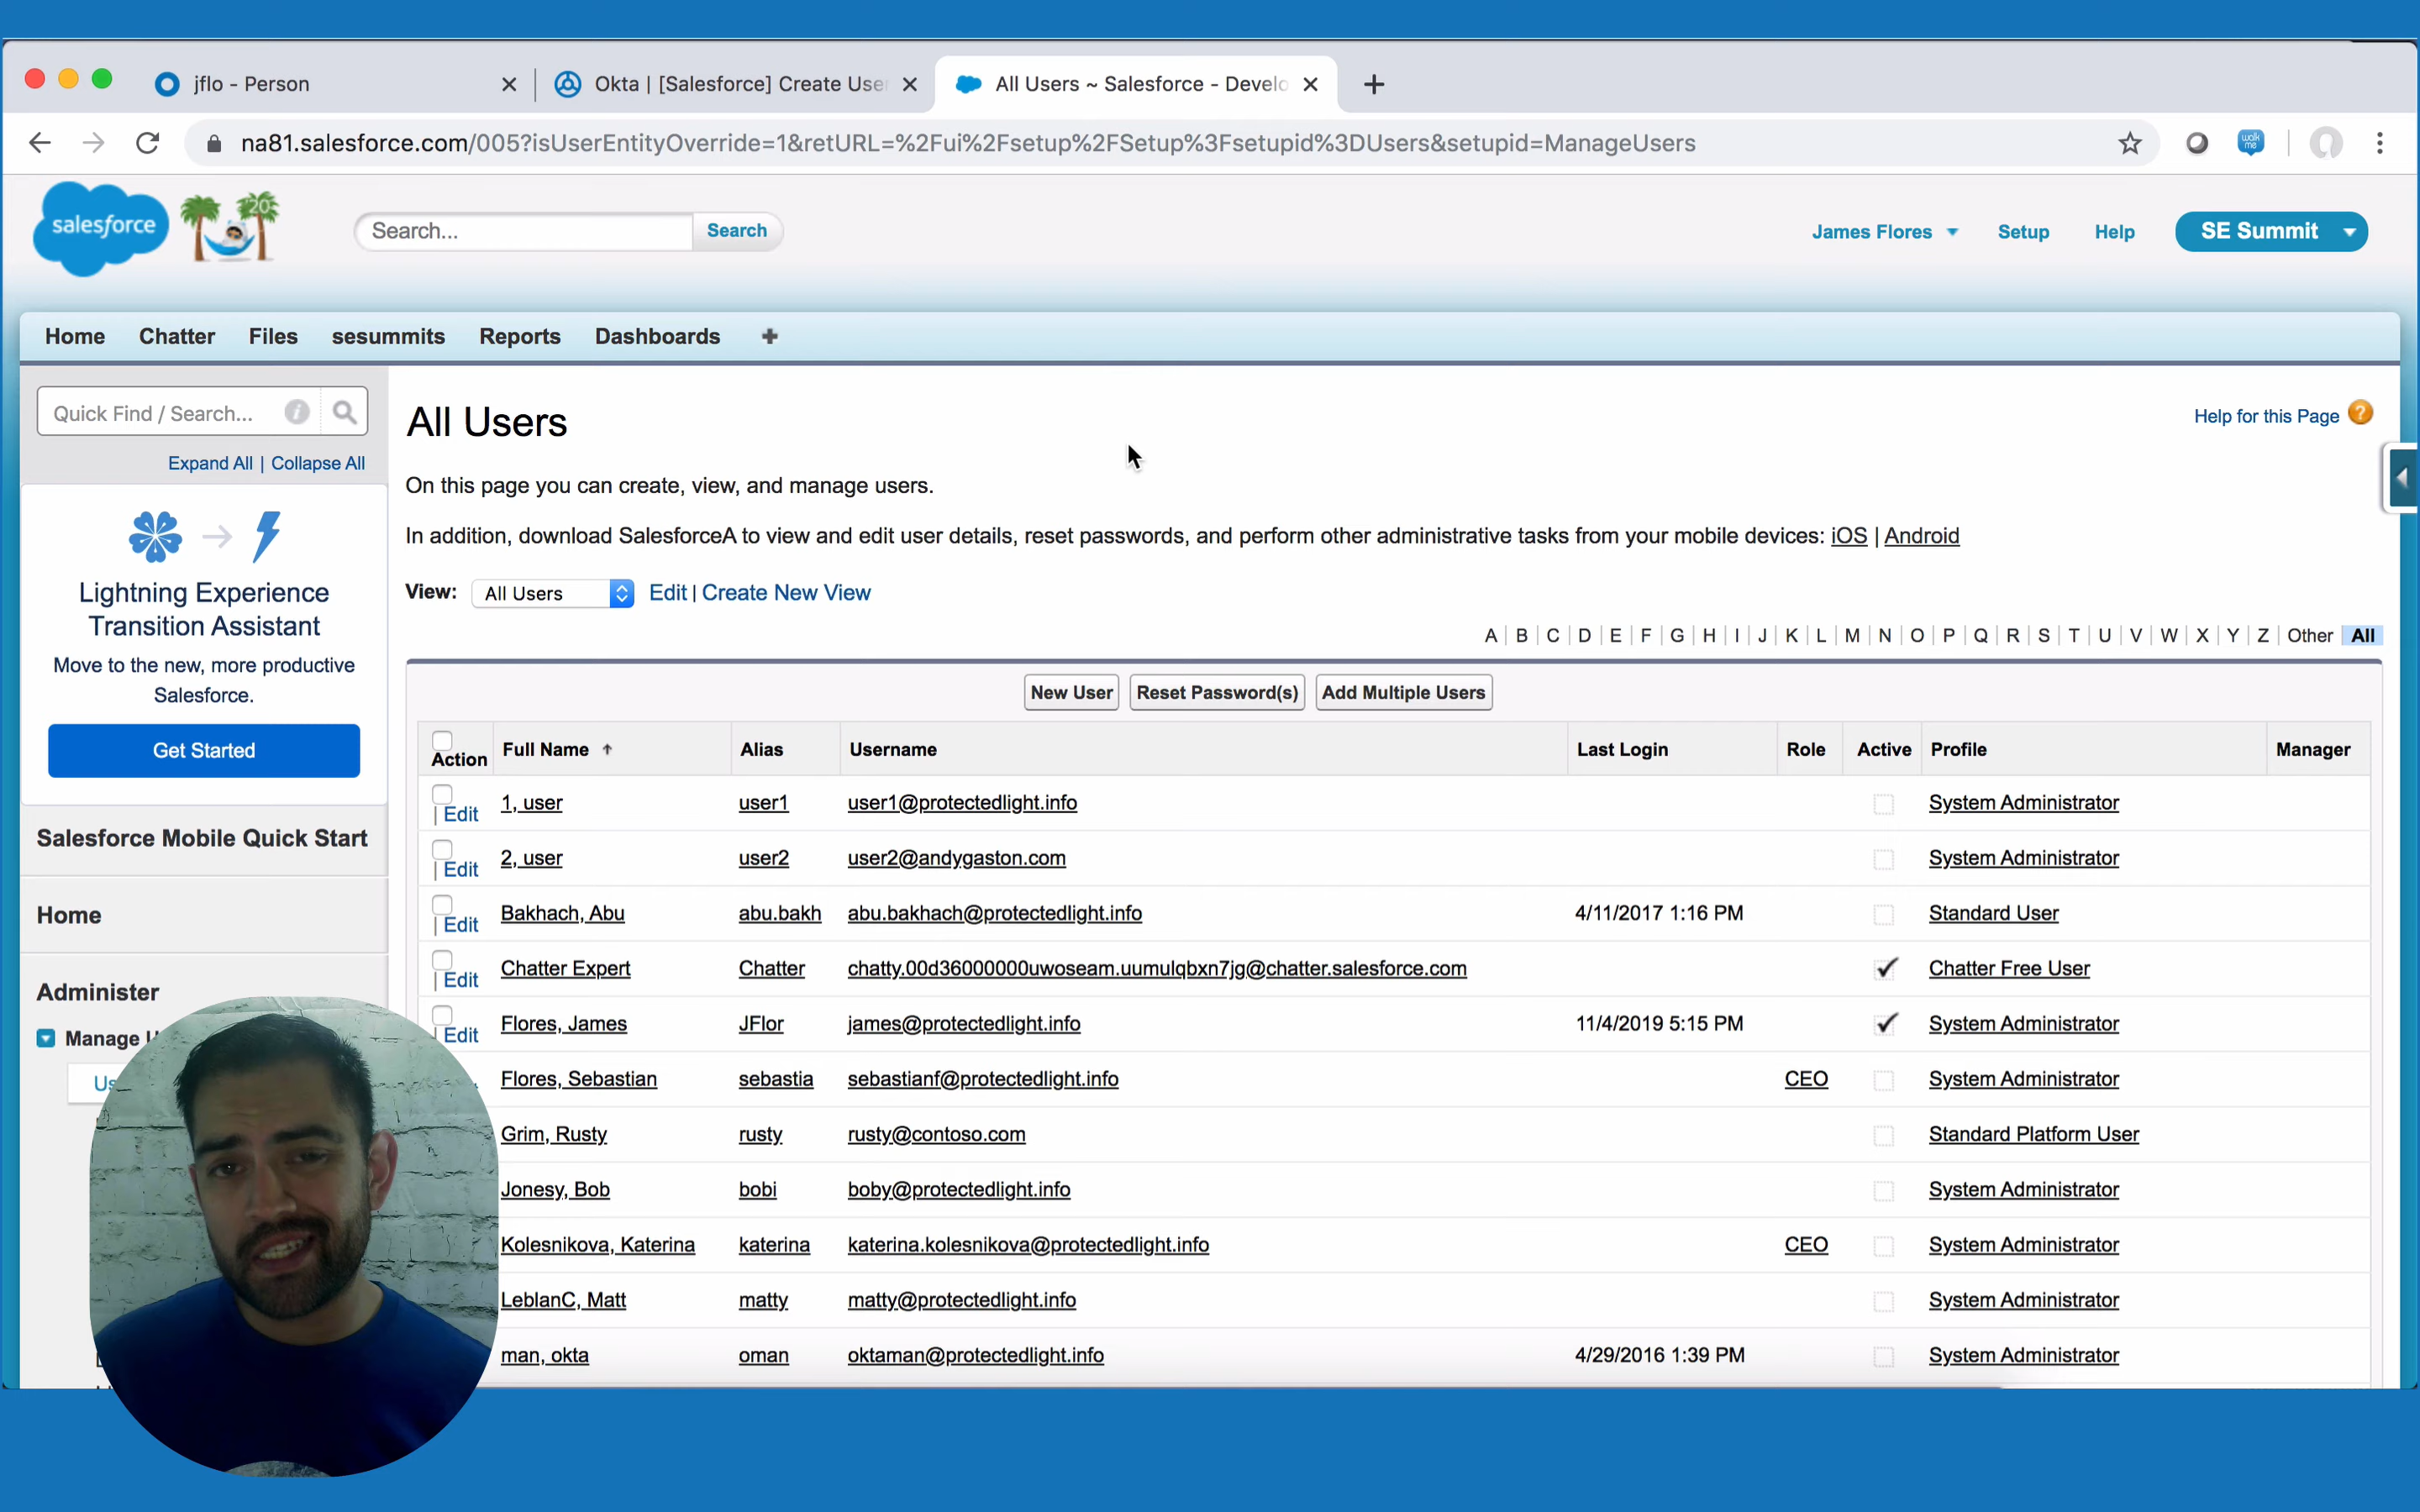 jflo - Person
Okta | [Salesforce] Create User
All Users ~ Salesforce - Develo
na81.salesforce.com/005?isUserEntityOverride=1&retURL=%2Fui%2Fsetup%2FSetup%3Fsetupid%3DUsers&setupid=ManageUsers
walk me
salesforce
20
Search...
Search
James Flores
Setup
Help
SE Summit
Home Chatter Files sesummits Reports Dashboards +
Quick Find / Search...
Expand All | Collapse All
Lightning Experience
Transition Assistant
Move to the new, more productive
Salesforce.
Get Started
Salesforce Mobile Quick Start
Home
Administer
Manage
All Users
Help for this Page ?
On this page you can create, view, and manage users.
In addition, download SalesforceA to view and edit user details, reset passwords, and perform other administrative tasks from your mobile devices: iOS | Android
View: All Users Edit | Create New View
A | B | C | D | E | F | G | H | I | J | K | L | M | N | O | P | Q | R | S | T | U | V | W | X | Y | Z | Other All
New User Reset Password(s) Add Multiple Users
Action Full Name Alias Username Last Login Role Active Profile Manager
| Edit 1, user user1 user1@protectedlight.info System Administrator
| Edit 2, user user2 user2@andygaston.com System Administrator
| Edit Bakhach, Abu abu.bakh abu.bakhach@protectedlight.info 4/11/2017 1:16 PM Standard User
| Edit Chatter Expert Chatter chatty.00d36000000uwoseam.uumulqbxn7jg@chatter.salesforce.com ✓ Chatter Free User
Edit Flores, James JFlor james@protectedlight.info 11/4/2019 5:15 PM ✓ System Administrator
Flores, Sebastian sebastia sebastianf@protectedlight.info CEO System Administrator
Grim, Rusty rusty rusty@contoso.com Standard Platform User
Jonesy, Bob bobi boby@protectedlight.info System Administrator
Kolesnikova, Katerina katerina katerina.kolesnikova@protectedlight.info CEO System Administrator
LeblanC, Matt matty matty@protectedlight.info System Administrator
man, okta oman oktaman@protectedlight.info 4/29/2016 1:39 PM System Administrator